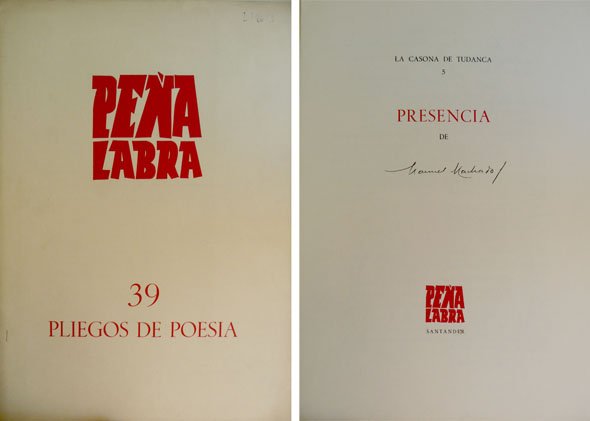 PEÑA
LABRA
39
PLIEGOS DE POESIA
LA CASONA DE TUDANCA
5
PRESENCIA
DE
Manuel Machado
PEÑA
LABRA
SANTANDER